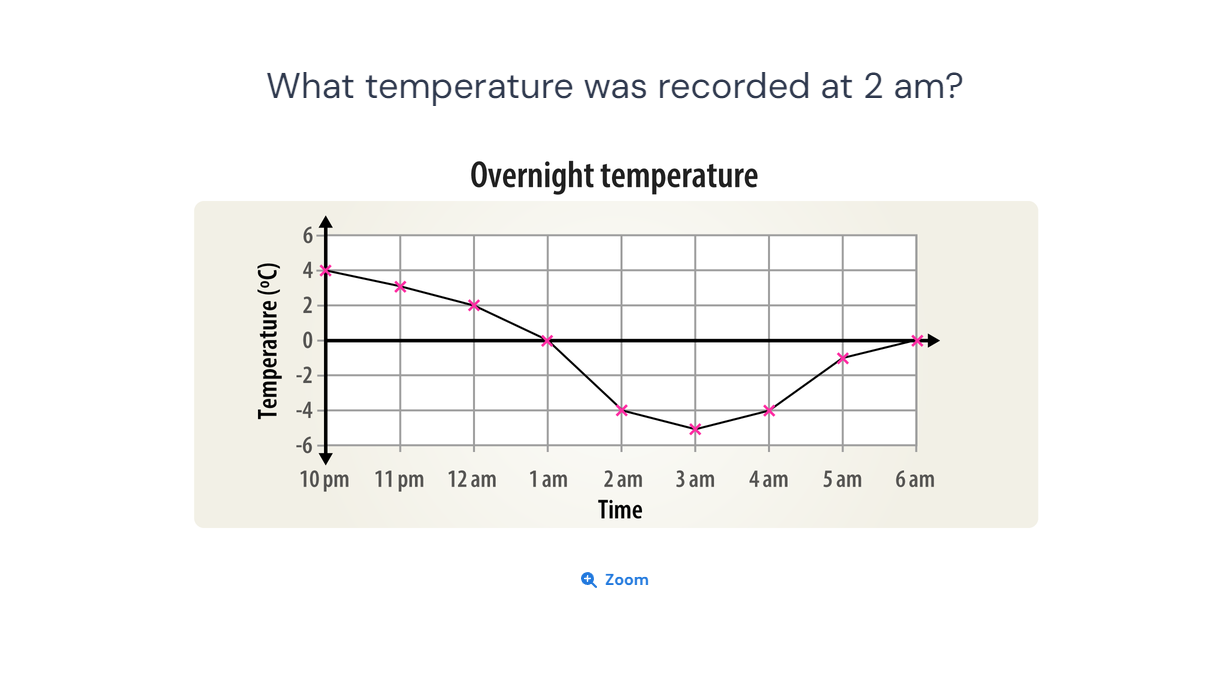 What temperature was recorded at 2 am?
Overnight temperature
Temperature (ºC)
6
4
2
0
-2
-4
-6
10 pm 11 pm 12 am 1 am 2 am 3 am 4 am 5 am 6 am
Time
Zoom